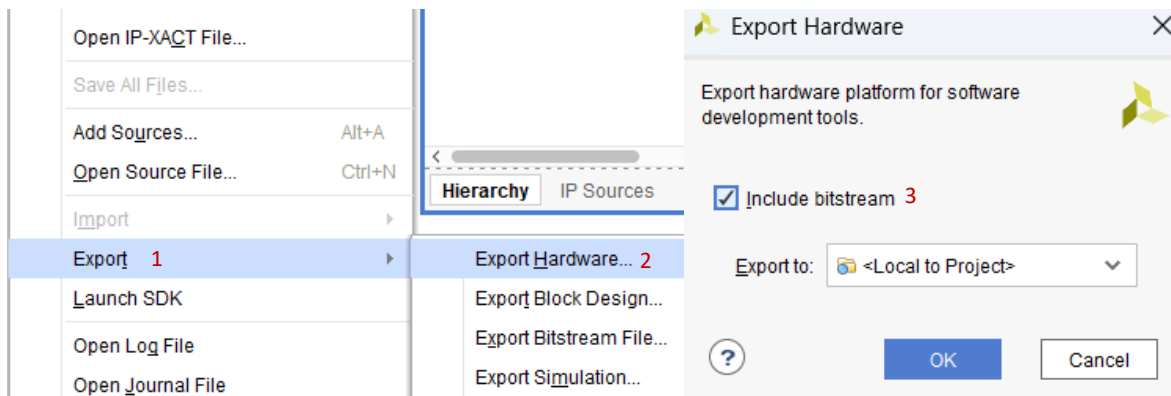 Open IP-XACT File...
Save All Files...
Add Sources... Alt+A
Open Source File... Ctrl+N
Import
Export 1
Launch SDK
Open Log File
Open Journal File
Hierarchy IP Sources
Export Hardware... 2
Export Block Design...
Export Bitstream File...
Export Simulation...
Export Hardware
Export hardware platform for software
development tools.
Include bitstream 3
Export to: <Local to Project>
? OK Cancel